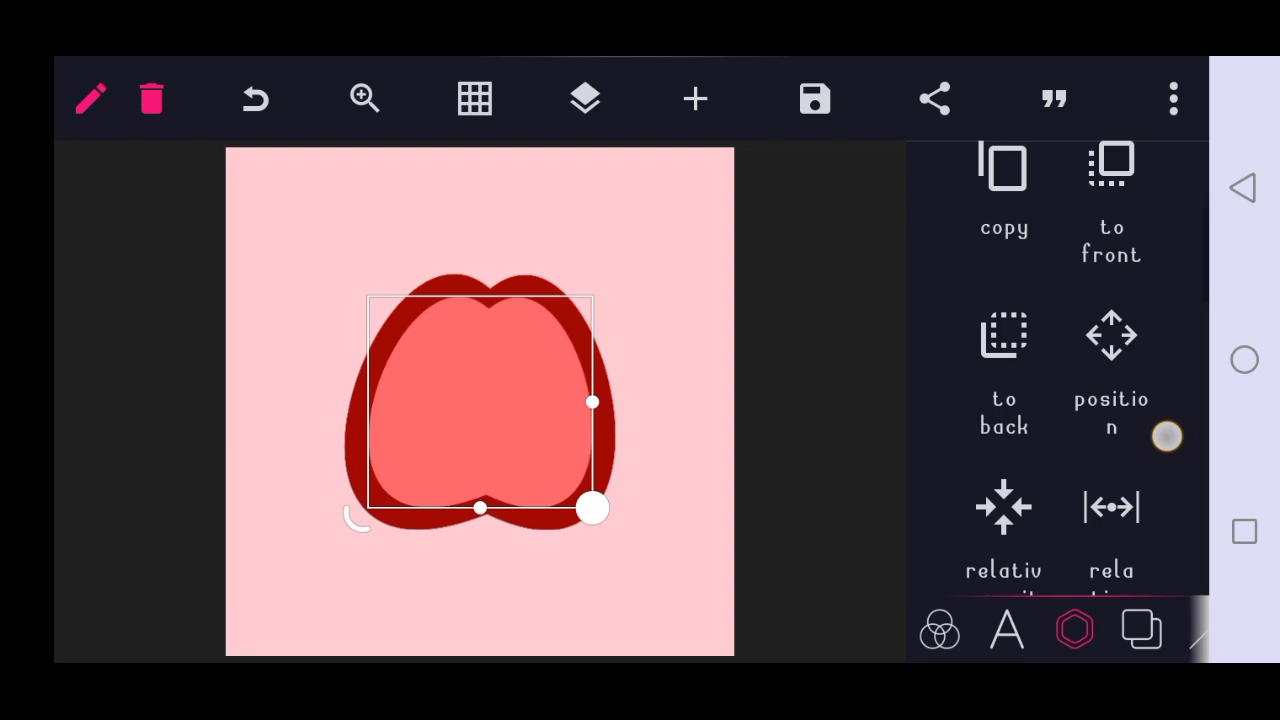 copy
to
front
to
back
positio
n
relativ
rela